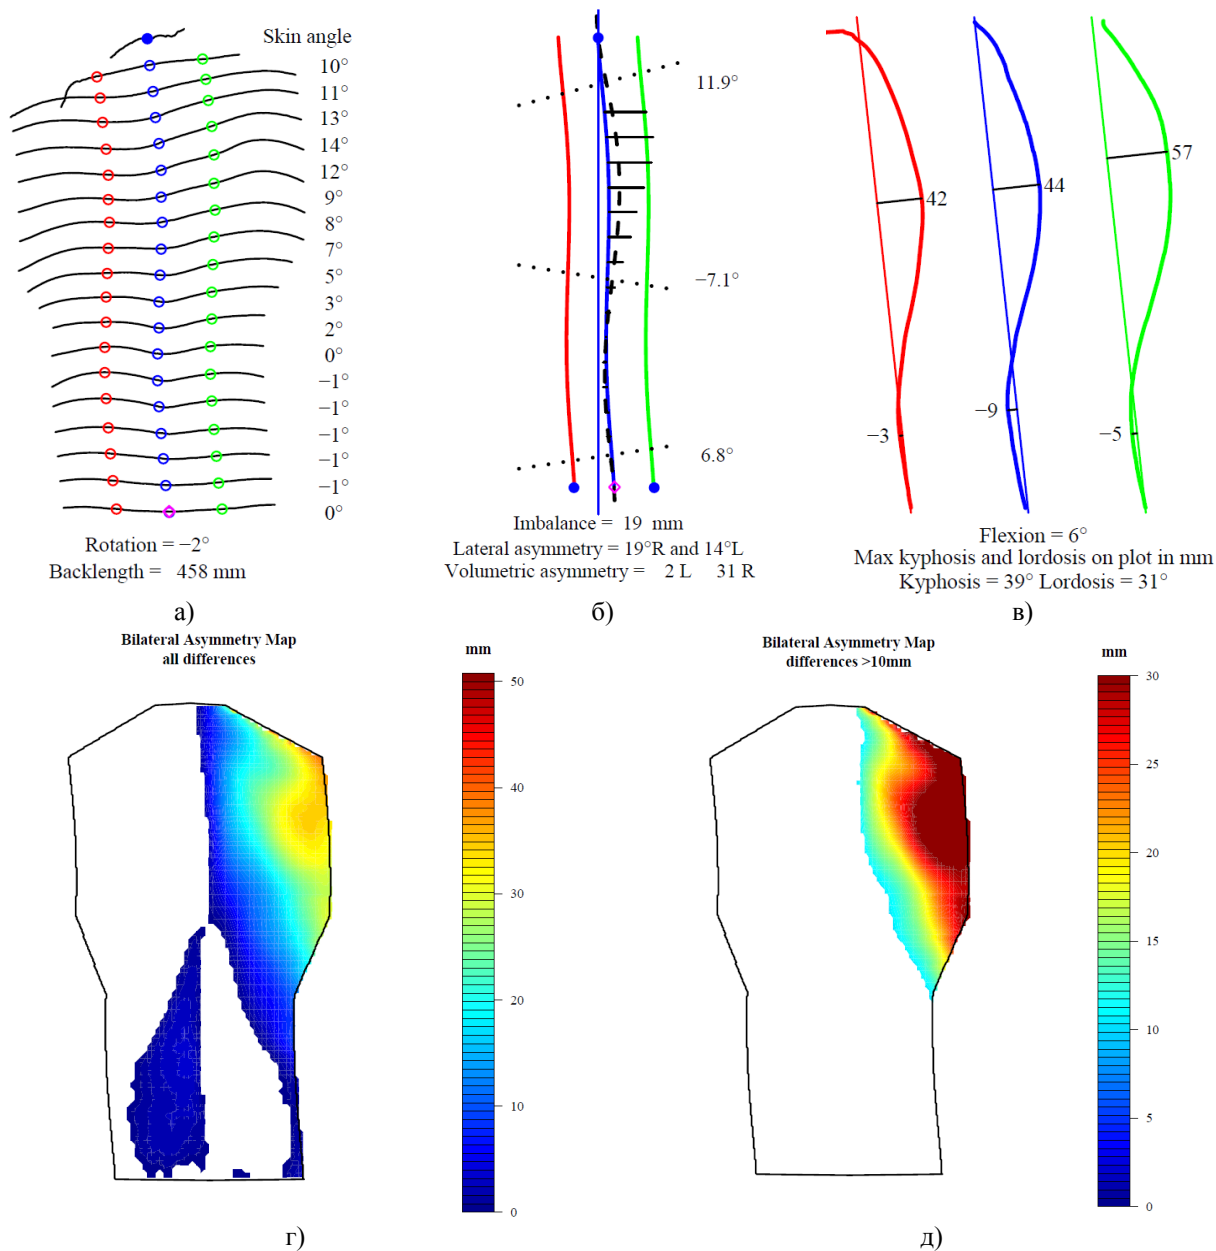 Skin angle
10°
11°
13°
14°
12°
9°
8°
7°
5°
3°
2°
0°
−1°
−1°
−1°
−1°
−1°
0°
Rotation = −2°
Backlength = 458 mm
а)
11.9°
−7.1°
6.8°
Imbalance = 19 mm
Lateral asymmetry = 19°R and 14°L
Volumetric asymmetry = 2 L 31 R
б)
42
−3
44
−9
57
−5
Flexion = 6°
Max kyphosis and lordosis on plot in mm
Kyphosis = 39° Lordosis = 31°
в)
Bilateral Asymmetry Map
all differences
mm
50
40
30
20
10
0
г)
Bilateral Asymmetry Map
differences >10mm
mm
30
25
20
15
10
5
0
д)